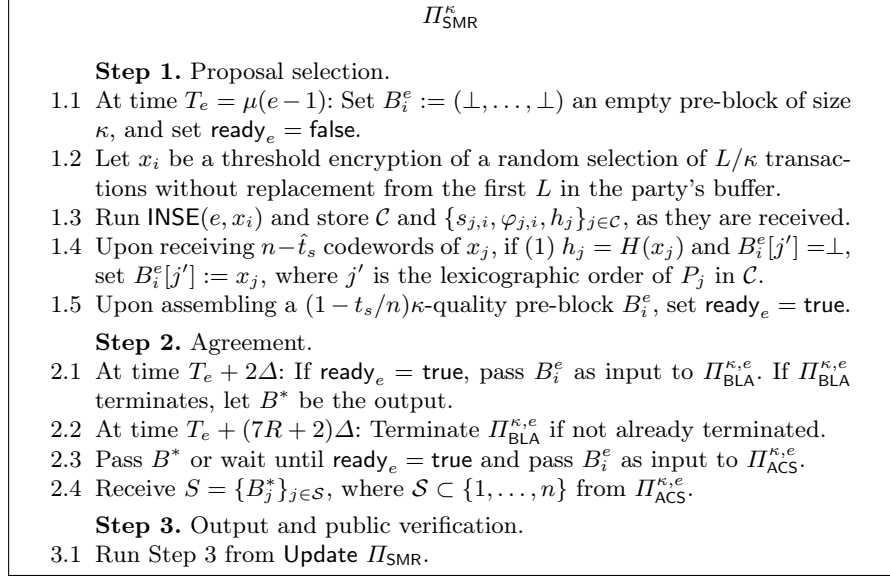 Π^κ_SMR
Step 1. Proposal selection.
1.1 At time T_e = μ(e−1): Set B_i^e := (⊥, . . . , ⊥) an empty pre-block of size
κ, and set ready_e = false.
1.2 Let x_i be a threshold encryption of a random selection of L/κ transac-
tions without replacement from the first L in the party's buffer.
1.3 Run INSE(e, x_i) and store C and {s_{j,i}, φ_{j,i}, h_j}_{j∈C}, as they are received.
1.4 Upon receiving n−t̂_s codewords of x_j, if (1) h_j = H(x_j) and B_i^e[j′] =⊥,
set B_i^e[j′] := x_j, where j′ is the lexicographic order of P_j in C.
1.5 Upon assembling a (1 − t_s/n)κ-quality pre-block B_i^e, set ready_e = true.
Step 2. Agreement.
2.1 At time T_e + 2Δ: If ready_e = true, pass B_i^e as input to Π^{κ,e}_BLA. If Π^{κ,e}_BLA
terminates, let B* be the output.
2.2 At time T_e + (7R + 2)Δ: Terminate Π^{κ,e}_BLA if not already terminated.
2.3 Pass B* or wait until ready_e = true and pass B_i^e as input to Π^{κ,e}_ACS.
2.4 Receive S = {B*_j}_{j∈S}, where S ⊂ {1, . . . , n} from Π^{κ,e}_ACS.
Step 3. Output and public verification.
3.1 Run Step 3 from Update Π_SMR.